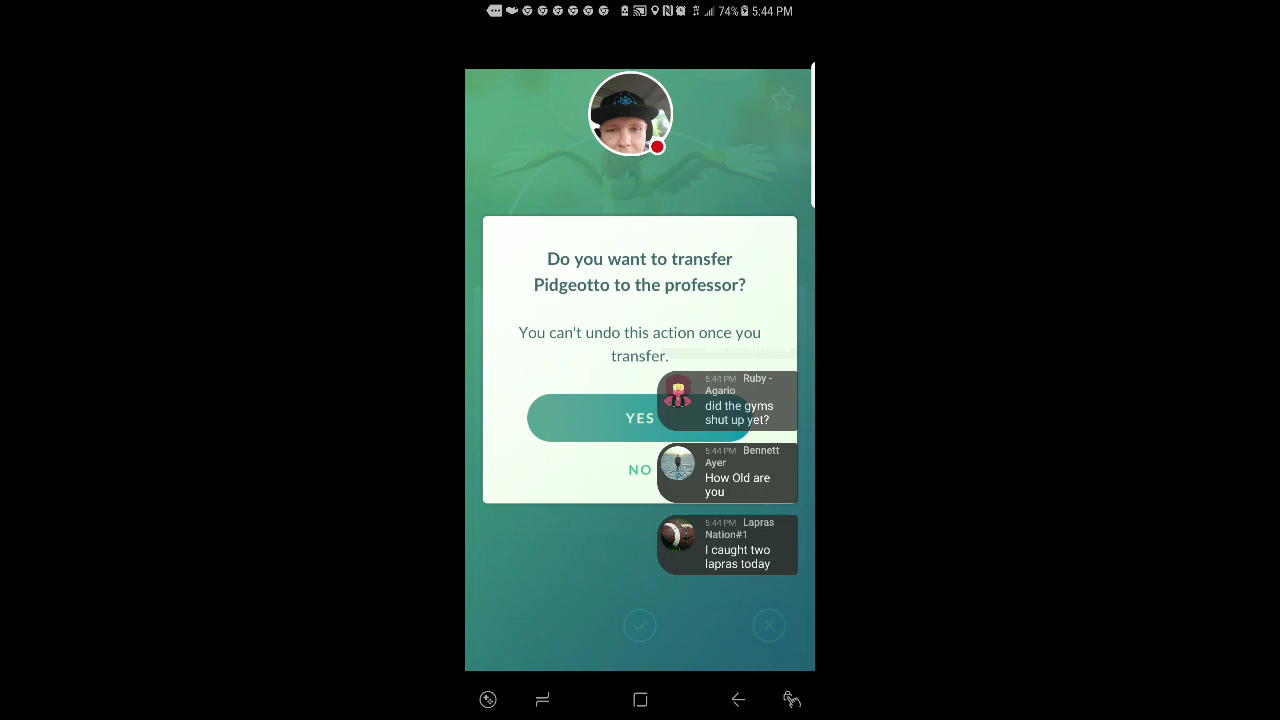 74% 5:44 PM
Do you want to transfer
Pidgeotto to the professor?
You can't undo this action once you
transfer.
YES
NO
5:44 PM Ruby -
Agario
did the gyms
shut up yet?
5:44 PM Bennett
Ayer
How Old are
you
5:44 PM Lapras
Nation#1
I caught two
lapras today